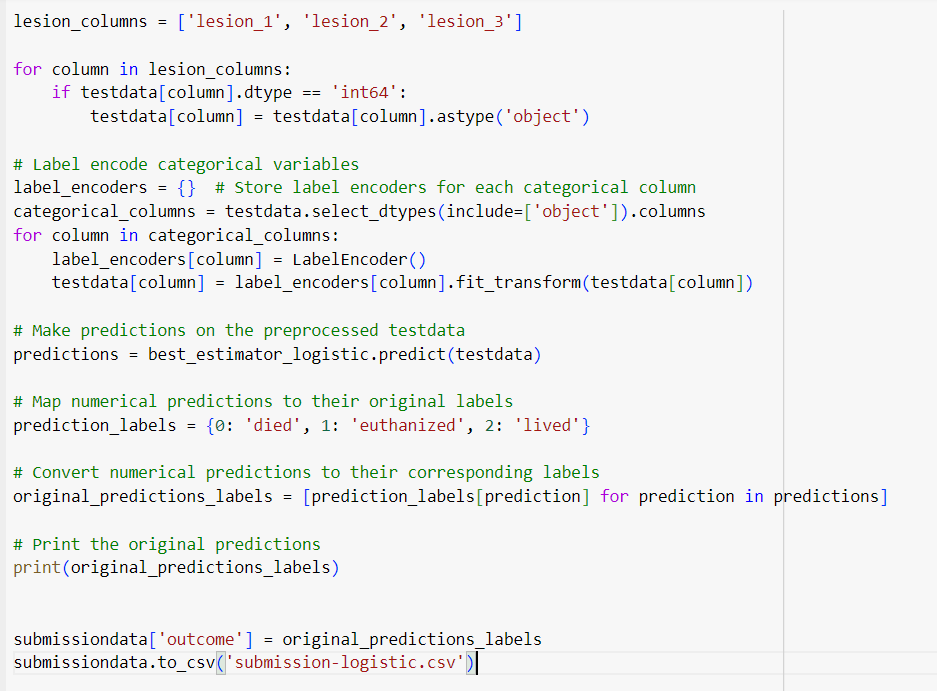 lesion_columns = ['lesion_1', 'lesion_2', 'lesion_3']
for column in lesion_columns:
    if testdata[column].dtype == 'int64':
        testdata[column] = testdata[column].astype('object')
# Label encode categorical variables
label_encoders = {}  # Store label encoders for each categorical column
categorical_columns = testdata.select_dtypes(include=['object']).columns
for column in categorical_columns:
    label_encoders[column] = LabelEncoder()
    testdata[column] = label_encoders[column].fit_transform(testdata[column])
# Make predictions on the preprocessed testdata
predictions = best_estimator_logistic.predict(testdata)
# Map numerical predictions to their original labels
prediction_labels = {0: 'died', 1: 'euthanized', 2: 'lived'}
# Convert numerical predictions to their corresponding labels
original_predictions_labels = [prediction_labels[prediction] for prediction in predictions]
# Print the original predictions
print(original_predictions_labels)
submissiondata['outcome'] = original_predictions_labels
submissiondata.to_csv('submission-logistic.csv')